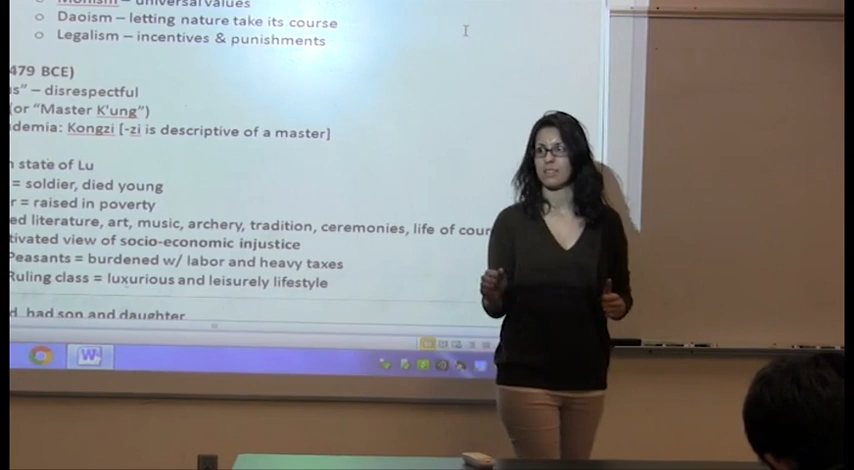 Monism – universal values
o Daoism – letting nature take its course
o Legalism – incentives & punishments
479 BCE)
s" – disrespectful
(or "Master K'ung")
demia: Kongzi [-zi is descriptive of a master]
n state of Lu
= soldier, died young
r = raised in poverty
ed literature, art, music, archery, tradition, ceremonies, life of cour
tivated view of socio-economic injustice
Peasants = burdened w/ labor and heavy taxes
Ruling class = luxurious and leisurely lifestyle
d, had son and daughter
W